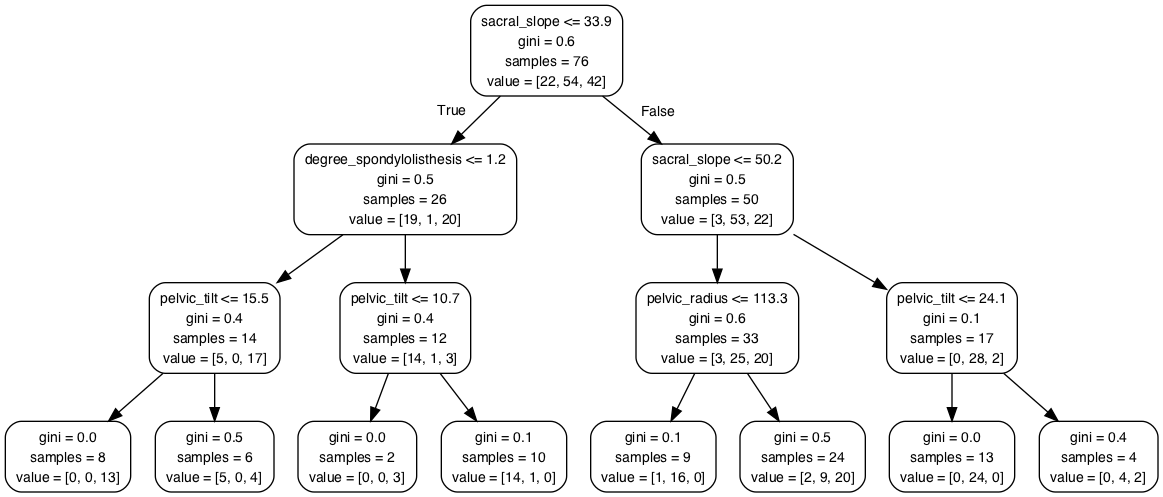 sacral_slope <= 33.9
gini = 0.6
samples = 76
value = [22, 54, 42]
True
False
degree_spondylolisthesis <= 1.2
gini = 0.5
samples = 26
value = [19, 1, 20]
sacral_slope <= 50.2
gini = 0.5
samples = 50
value = [3, 53, 22]
pelvic_tilt <= 15.5
gini = 0.4
samples = 14
value = [5, 0, 17]
pelvic_tilt <= 10.7
gini = 0.4
samples = 12
value = [14, 1, 3]
pelvic_radius <= 113.3
gini = 0.6
samples = 33
value = [3, 25, 20]
pelvic_tilt <= 24.1
gini = 0.1
samples = 17
value = [0, 28, 2]
gini = 0.0
samples = 8
value = [0, 0, 13]
gini = 0.5
samples = 6
value = [5, 0, 4]
gini = 0.0
samples = 2
value = [0, 0, 3]
gini = 0.1
samples = 10
value = [14, 1, 0]
gini = 0.1
samples = 9
value = [1, 16, 0]
gini = 0.5
samples = 24
value = [2, 9, 20]
gini = 0.0
samples = 13
value = [0, 24, 0]
gini = 0.4
samples = 4
value = [0, 4, 2]